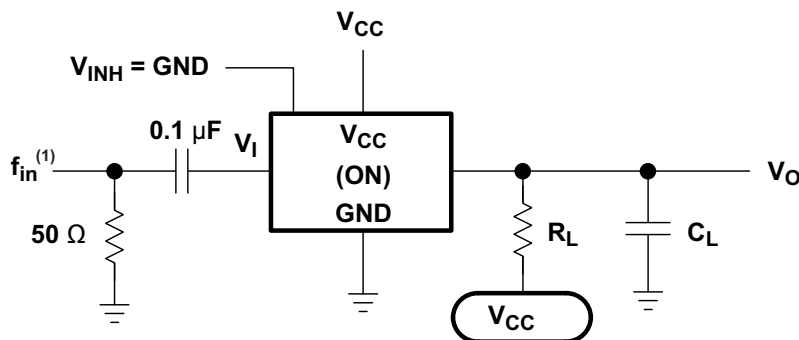 V_CC
V_INH = GND
0.1 µF
V_I
V_CC
(ON)
GND
f_in^(1)
50 Ω
R_L
C_L
V_O
V_CC